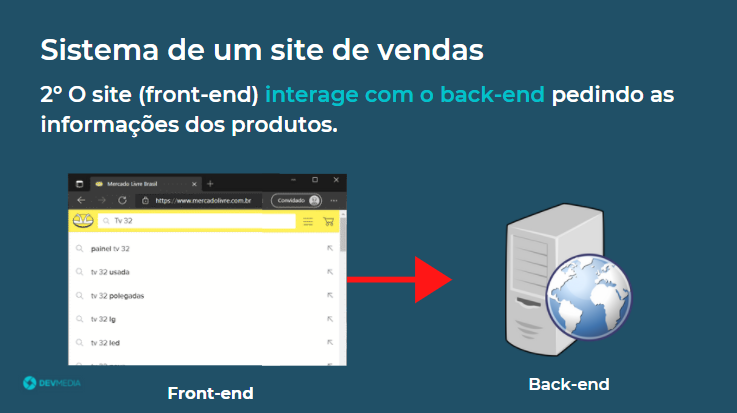 Sistema de um site de vendas
2º O site (front-end) interage com o back-end pedindo as
informações dos produtos.
Mercado Livre Brasil
https://www.mercadolivre.com.br
Convidado
Tv 32
painel tv 32
tv 32 usada
tv 32 polegadas
tv 32 lg
tv 32 led
DEVMEDIA
Front-end
Back-end